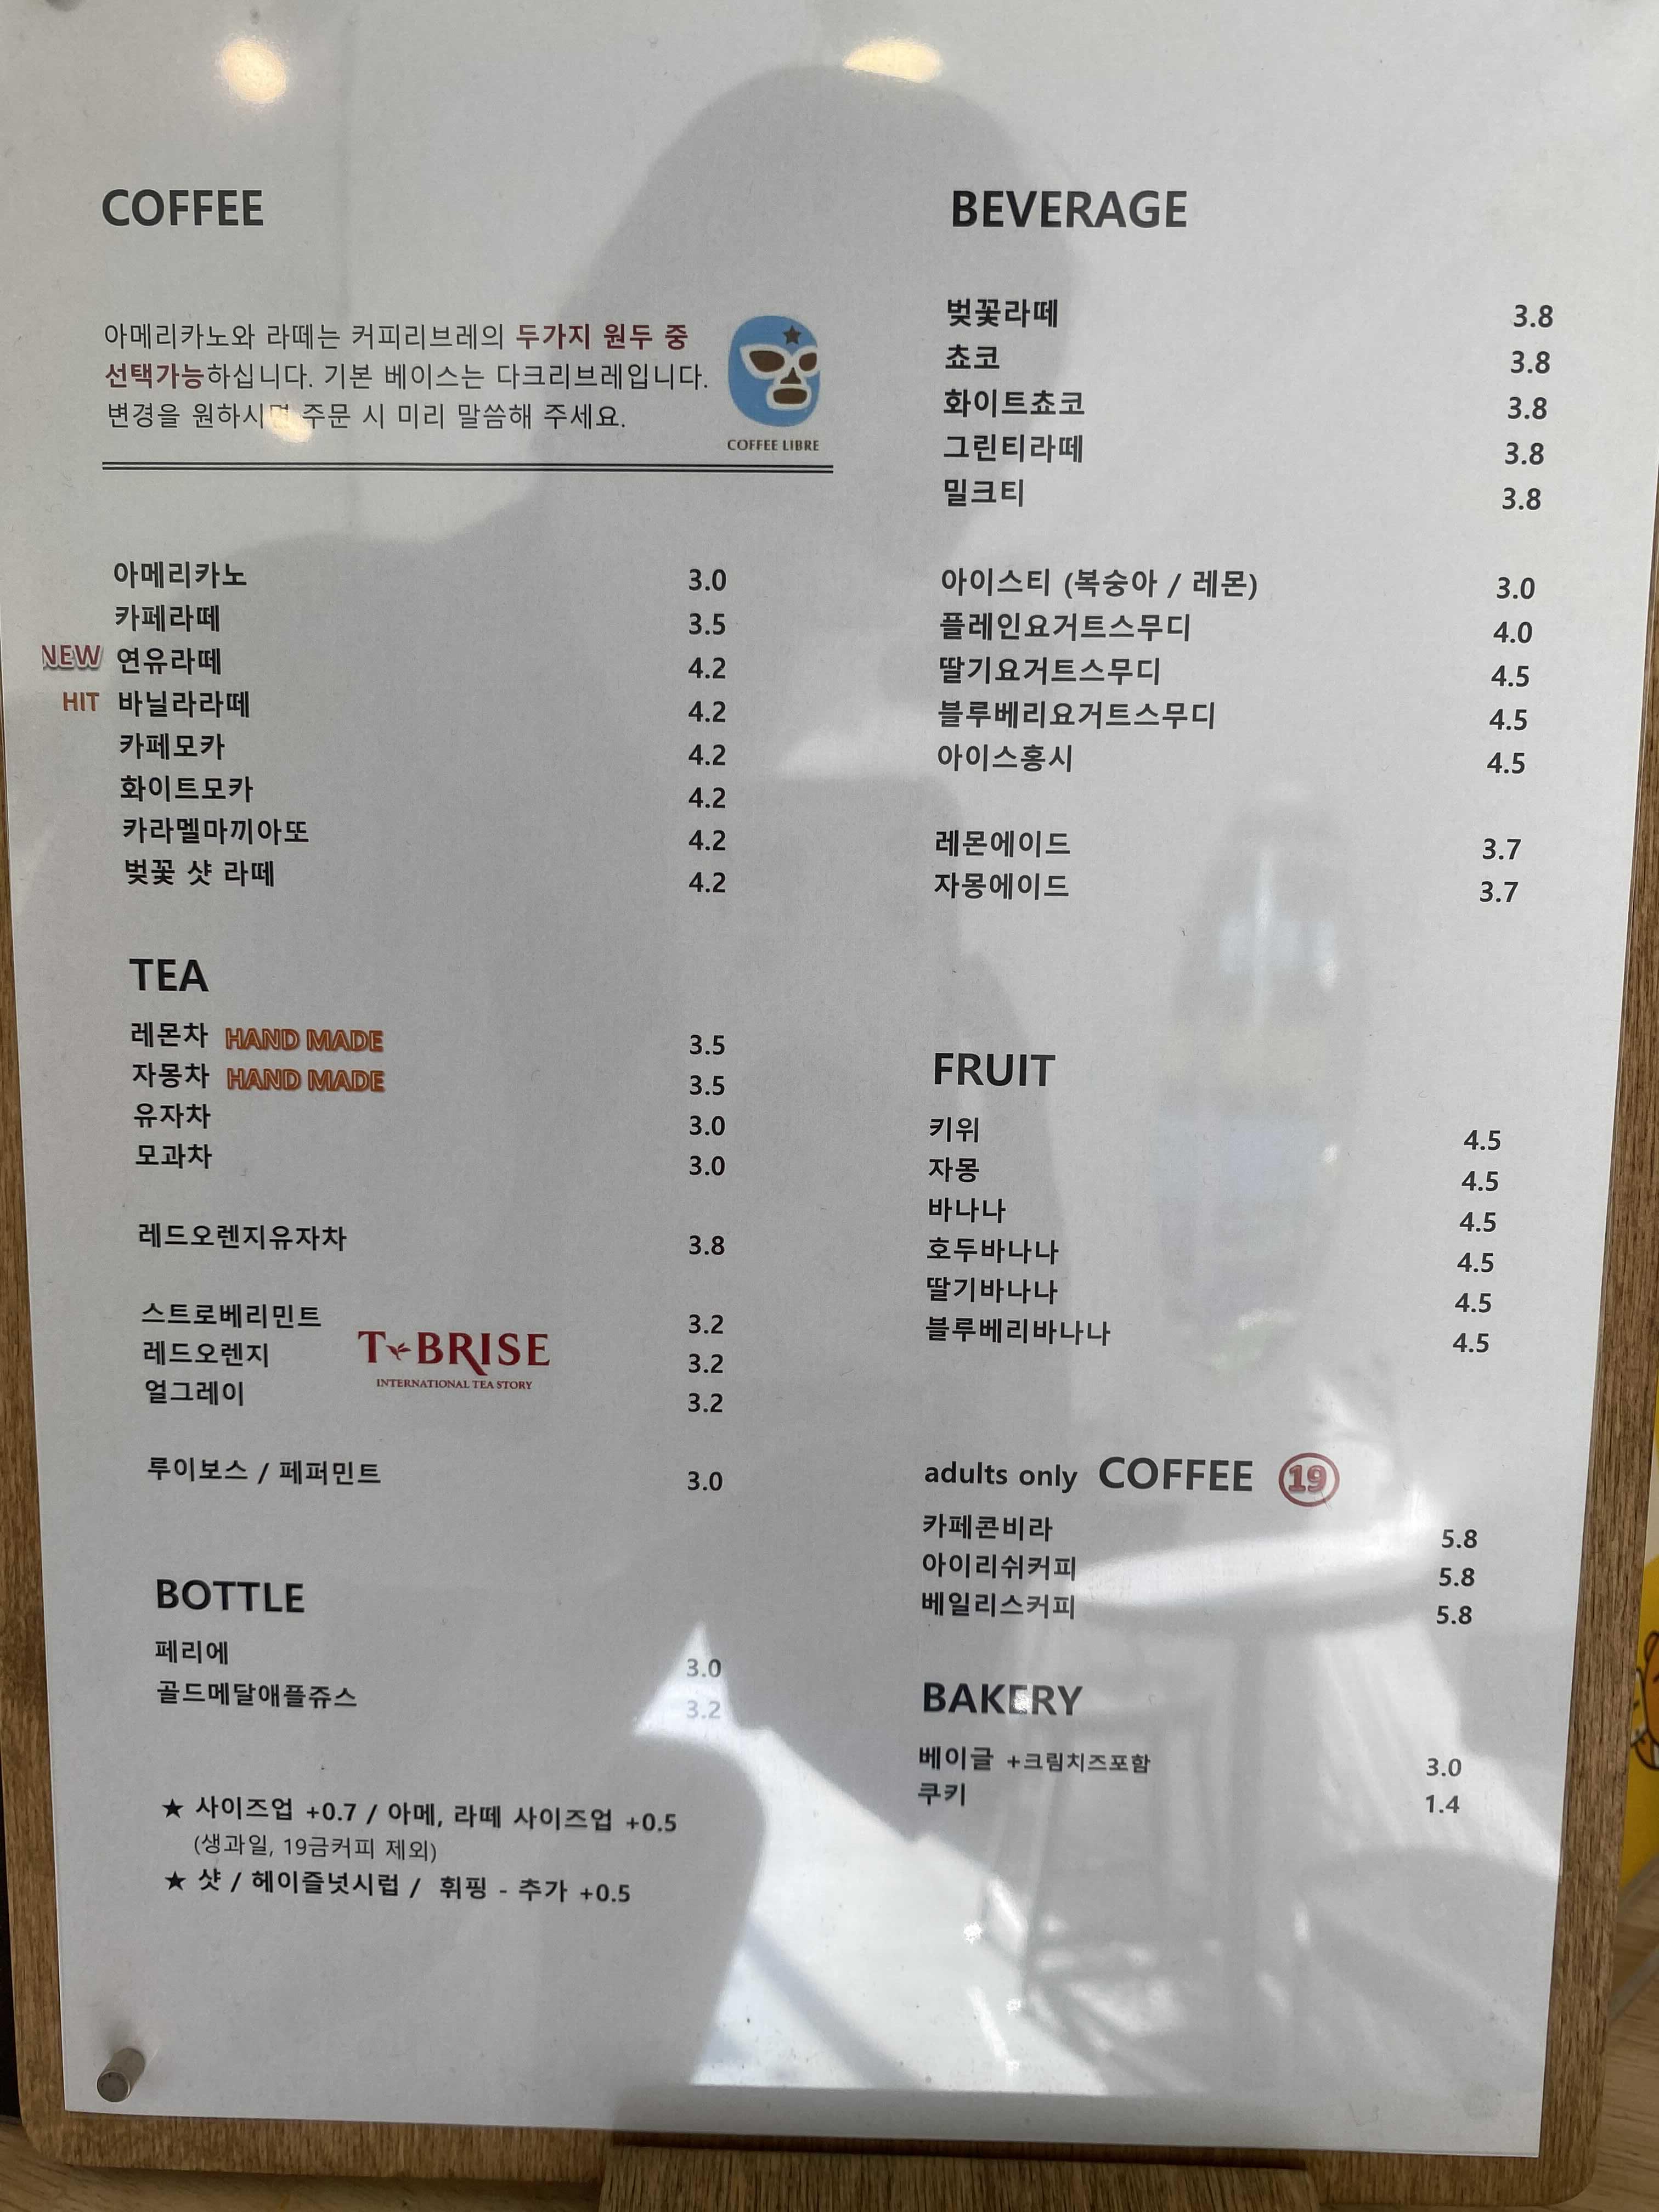 COFFEE
아메리카노와 라떼는 커피리브레의 두가지 원두 중
선택가능하십니다. 기본 베이스는 다크리브레입니다.
변경을 원하시면 주문 시 미리 말씀해 주세요.
COFFEE LIBRE
아메리카노 3.0
카페라떼 3.5
NEW 연유라떼 4.2
HIT 바닐라라떼 4.2
카페모카 4.2
화이트모카 4.2
카라멜마끼아또 4.2
벚꽃 샷 라떼 4.2
TEA
레몬차 HAND MADE 3.5
자몽차 HAND MADE 3.5
유자차 3.0
모과차 3.0
레드오렌지유자차 3.8
스트로베리민트 3.2
레드오렌지 3.2
얼그레이 3.2
T BRISE
INTERNATIONAL TEA STORY
루이보스 / 페퍼민트 3.0
BOTTLE
페리에 3.0
골드메달애플쥬스 3.2
★ 사이즈업 +0.7 / 아메, 라떼 사이즈업 +0.5
(생과일, 19금커피 제외)
★ 샷 / 헤이즐넛시럽 / 휘핑 - 추가 +0.5
BEVERAGE
벚꽃라떼 3.8
쵸코 3.8
화이트쵸코 3.8
그린티라떼 3.8
밀크티 3.8
아이스티 (복숭아 / 레몬) 3.0
플레인요거트스무디 4.0
딸기요거트스무디 4.5
블루베리요거트스무디 4.5
아이스홍시 4.5
레몬에이드 3.7
자몽에이드 3.7
FRUIT
키위 4.5
자몽 4.5
바나나 4.5
호두바나나 4.5
딸기바나나 4.5
블루베리바나나 4.5
adults only COFFEE 19
카페콘비라 5.8
아이리쉬커피 5.8
베일리스커피 5.8
BAKERY
베이글 +크림치즈포함 3.0
쿠키 1.4